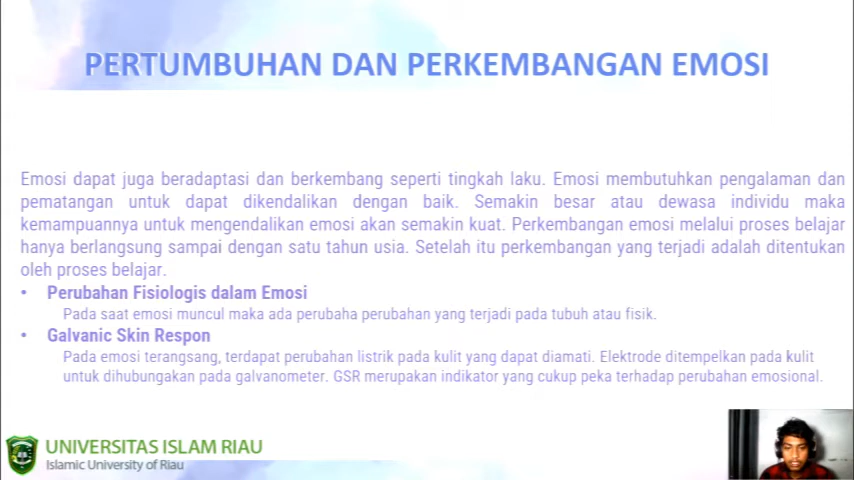 PERTUMBUHAN DAN PERKEMBANGAN EMOSI
Emosi dapat juga beradaptasi dan berkembang seperti tingkah laku. Emosi membutuhkan pengalaman dan
pematangan untuk dapat dikendalikan dengan baik. Semakin besar atau dewasa individu maka
kemampuannya untuk mengendalikan emosi akan semakin kuat. Perkembangan emosi melalui proses belajar
hanya berlangsung sampai dengan satu tahun usia. Setelah itu perkembangan yang terjadi adalah ditentukan
oleh proses belajar.
• Perubahan Fisiologis dalam Emosi
Pada saat emosi muncul maka ada perubaha perubahan yang terjadi pada tubuh atau fisik.
• Galvanic Skin Respon
Pada emosi terangsang, terdapat perubahan listrik pada kulit yang dapat diamati. Elektrode ditempelkan pada kulit
untuk dihubungakan pada galvanometer. GSR merupakan indikator yang cukup peka terhadap perubahan emosional.
UNIVERSITAS ISLAM RIAU
Islamic University of Riau